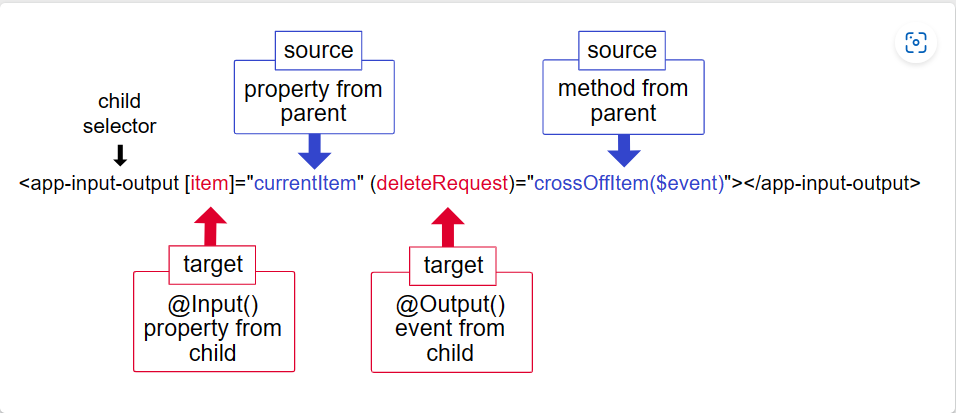 source
source
property from
parent
method from
parent
child
selector
<app-input-output [item]="currentItem" (deleteRequest)="crossOffItem($event)"></app-input-output>
target
target
@Input()
property from
child
@Output()
event from
child